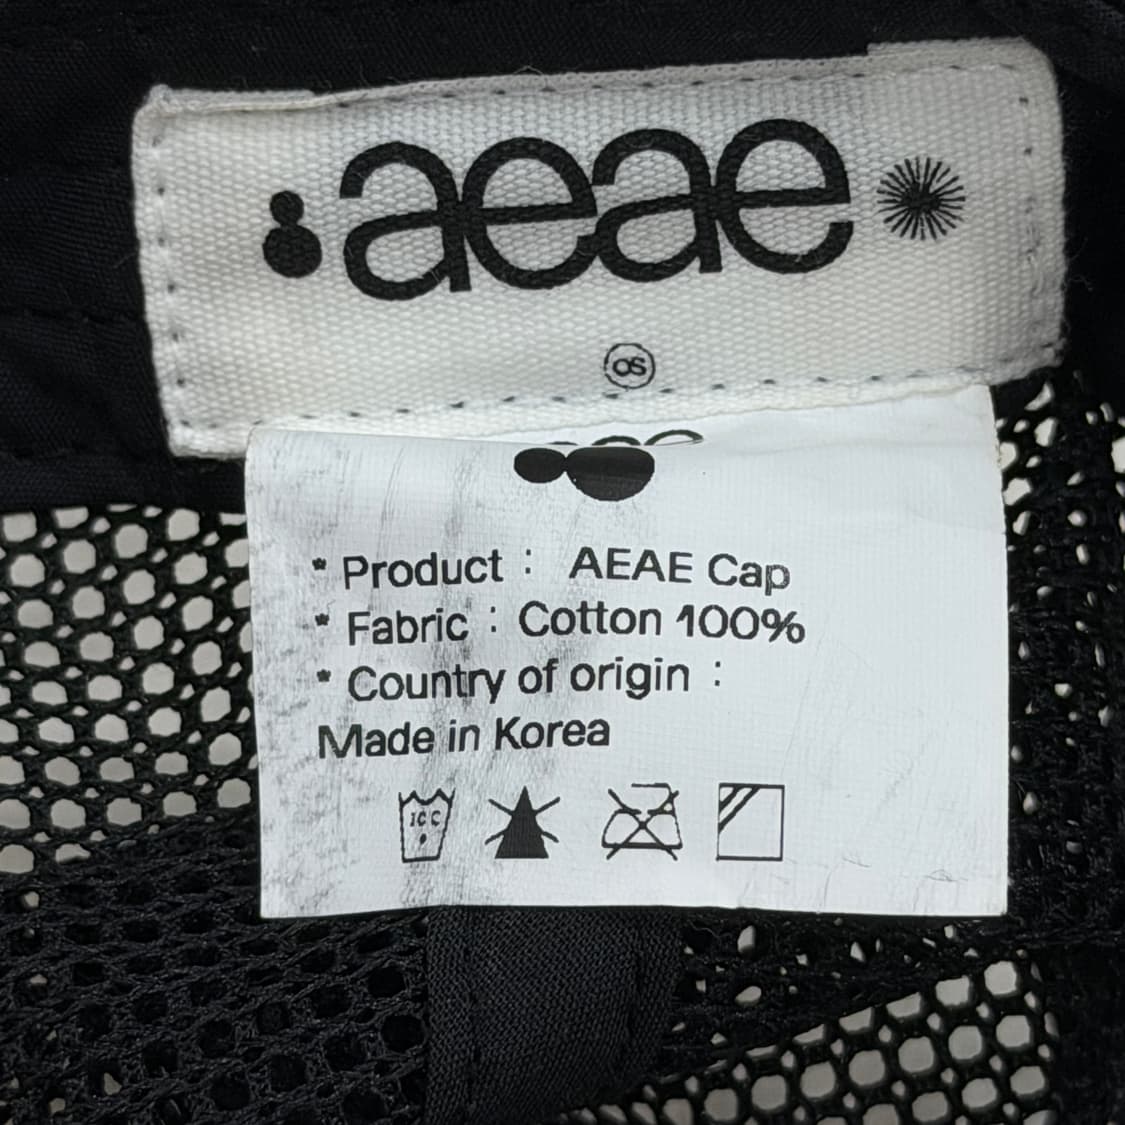 aeae
OS
* Product : AEAE Cap
* Fabric : Cotton 100%
* Country of origin :
Made in Korea